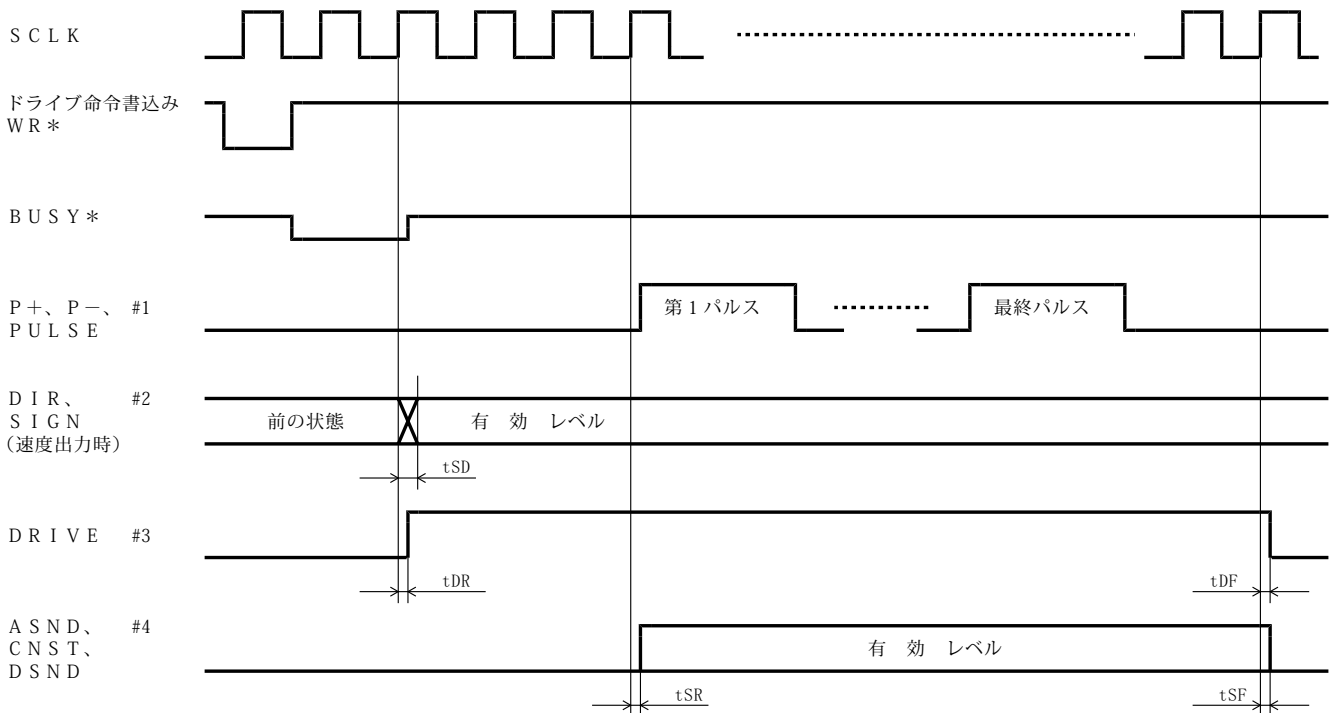 ＳＣＬＫ
ドライブ命令書込み
ＷＲ＊
ＢＵＳＹ＊
Ｐ＋、Ｐ－、 #1
ＰＵＬＳＥ
第１パルス
最終パルス
ＤＩＲ、 #2
ＳＩＧＮ
(速度出力時)
前の状態
有 効 レベル
tSD
ＤＲＩＶＥ #3
tDR
tDF
ＡＳＮＤ、 #4
ＣＮＳＴ、
ＤＳＮＤ
有 効 レベル
tSR
tSF